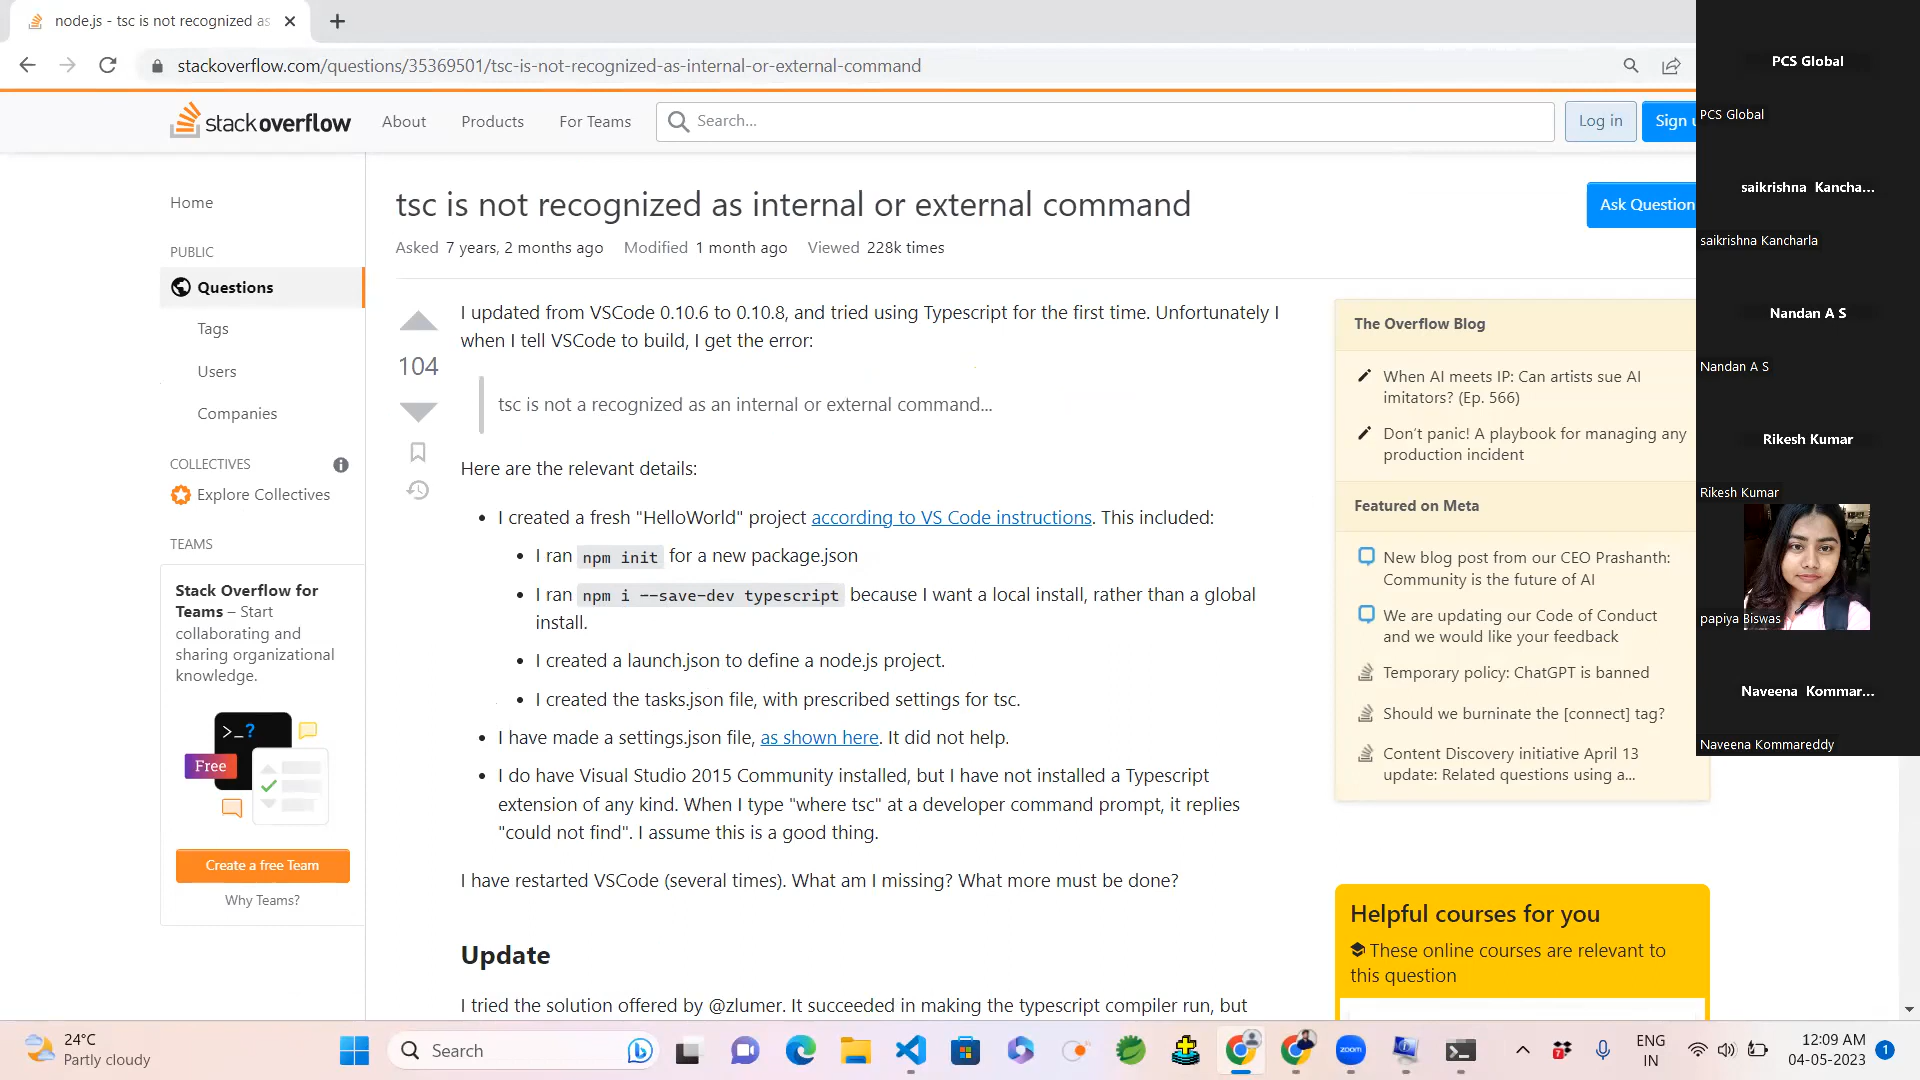 node.js - tsc is not recognized as
stackoverflow.com/questions/35369501/tsc-is-not-recognized-as-internal-or-external-command
stack overflow
About
Products
For Teams
Search...
Log in
Sign u
Home
PUBLIC
Questions
Tags
Users
Companies
COLLECTIVES
Explore Collectives
TEAMS
Stack Overflow for
Teams – Start
collaborating and
sharing organizational
knowledge.
>_?
Free
Create a free Team
Why Teams?
tsc is not recognized as internal or external command
Asked 7 years, 2 months ago Modified 1 month ago Viewed 228k times
Ask Question
104
I updated from VSCode 0.10.6 to 0.10.8, and tried using Typescript for the first time. Unfortunately I
when I tell VSCode to build, I get the error:
tsc is not a recognized as an internal or external command...
Here are the relevant details:
• I created a fresh "HelloWorld" project according to VS Code instructions. This included:
• I ran npm init for a new package.json
• I ran npm i --save-dev typescript because I want a local install, rather than a global
install.
• I created a launch.json to define a node.js project.
• I created the tasks.json file, with prescribed settings for tsc.
• I have made a settings.json file, as shown here. It did not help.
• I do have Visual Studio 2015 Community installed, but I have not installed a Typescript
extension of any kind. When I type "where tsc" at a developer command prompt, it replies
"could not find". I assume this is a good thing.
I have restarted VSCode (several times). What am I missing? What more must be done?
Update
I tried the solution offered by @zlumer. It succeeded in making the typescript compiler run, but
The Overflow Blog
When AI meets IP: Can artists sue AI
imitators? (Ep. 566)
Don't panic! A playbook for managing any
production incident
Featured on Meta
New blog post from our CEO Prashanth:
Community is the future of AI
We are updating our Code of Conduct
and we would like your feedback
Temporary policy: ChatGPT is banned
Should we burninate the [connect] tag?
Content Discovery initiative April 13
update: Related questions using a...
Helpful courses for you
These online courses are relevant to
this question
PCS Global
PCS Global
saikrishna Kancha...
saikrishna Kancharla
Nandan A S
Nandan A S
Rikesh Kumar
Rikesh Kumar
papiya Biswas
Naveena Kommar...
Naveena Kommareddy
24°C
Partly cloudy
Search
zoom
7
ENG
IN
12:09 AM
04-05-2023
1